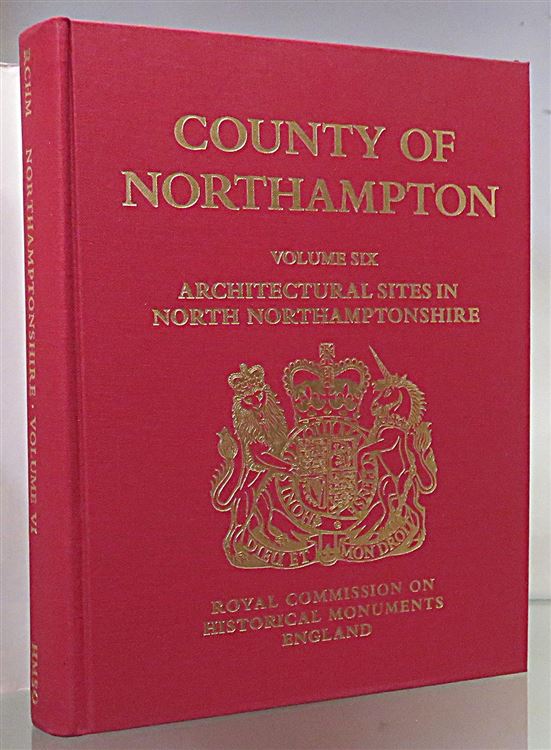 COUNTY OF
NORTHAMPTON
VOLUME SIX
ARCHITECTURAL SITES IN
NORTH NORTHAMPTONSHIRE
DIEU ET MON DROIT
ROYAL COMMISSION ON
HISTORICAL MONUMENTS
ENGLAND
RCHM NORTHAMPTONSHIRE · VOLUME VI HMSO